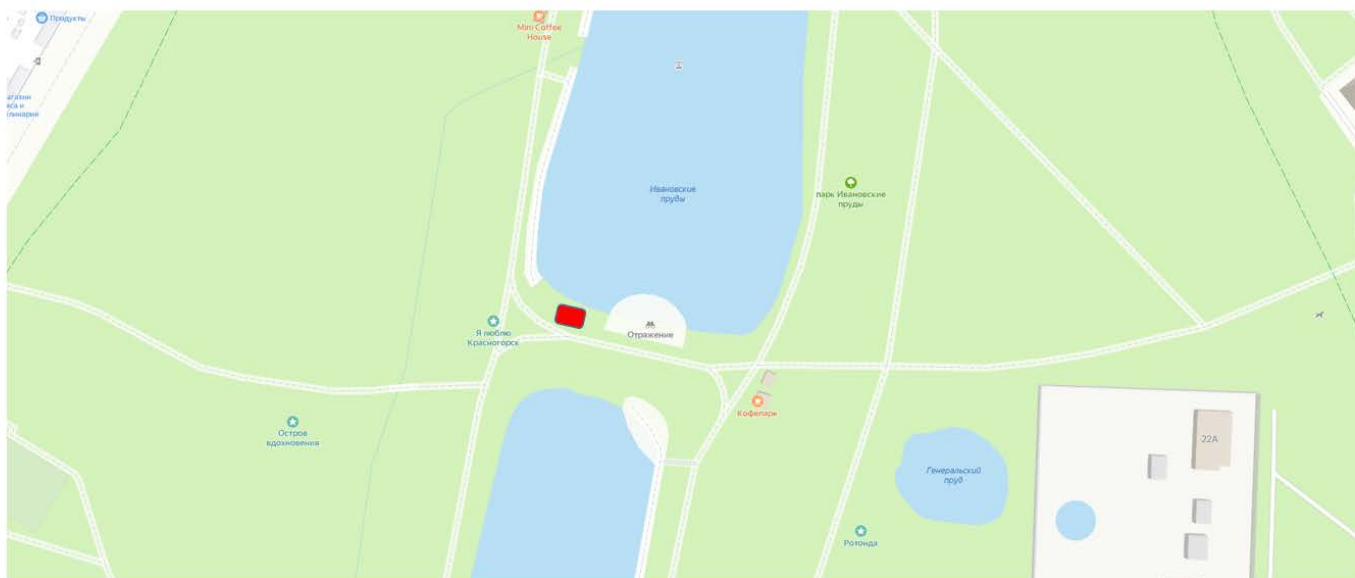 Продукты
Mini Coffee
House
Ивановские
пруды
парк Ивановские
пруды
Я люблю
Красногорск
Отражение
Кофепарк
Остров
вдохновения
22А
Генеральский
пруд
Ротонда